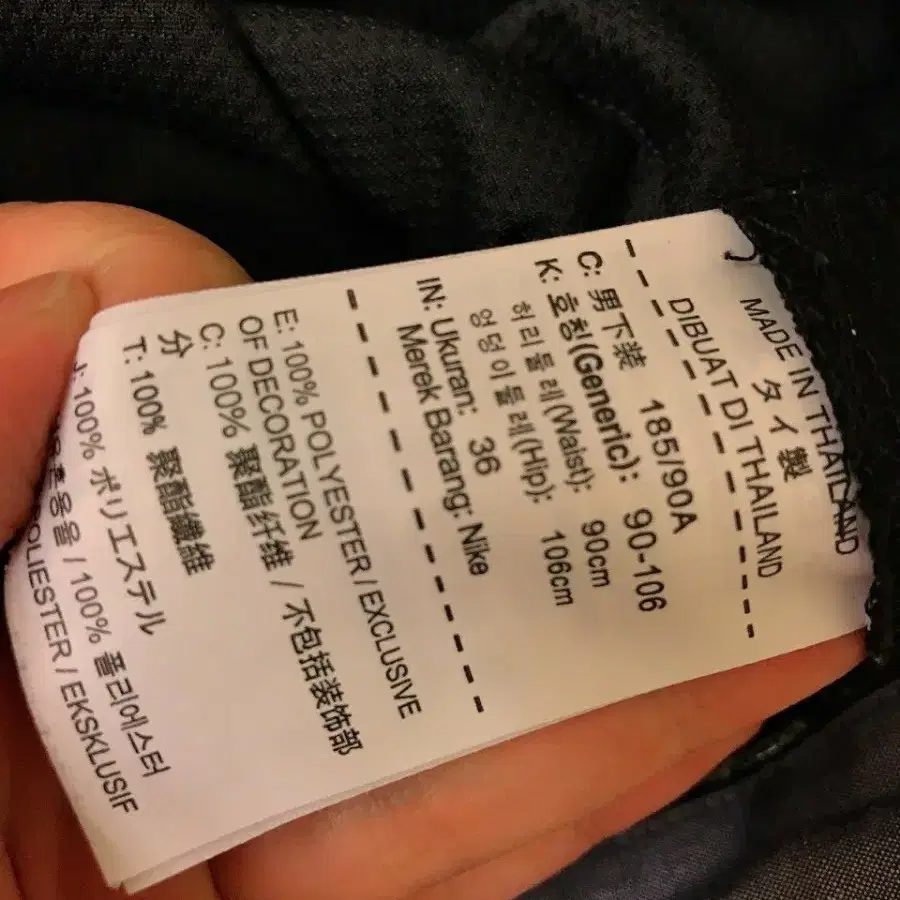 MADE IN THAILAND
タイ製
DIBUAT DI THAILAND
C: 男下装 185/90A
K: 호칭(Generic): 90-106
허리둘레(Waist): 90cm
엉덩이둘레(Hip): 106cm
IN: Ukuran: 36
Merek Barang: Nike
E: 100% POLYESTER / EXCLUSIVE
OF DECORATION
C: 100% 聚酯纤维 / 不包括装饰部
分
T: 100% 聚酯纖維
J: 100% ポリエステル
혼용율 / 100% 폴리에스터
POLIESTER / EKSKLUSIF